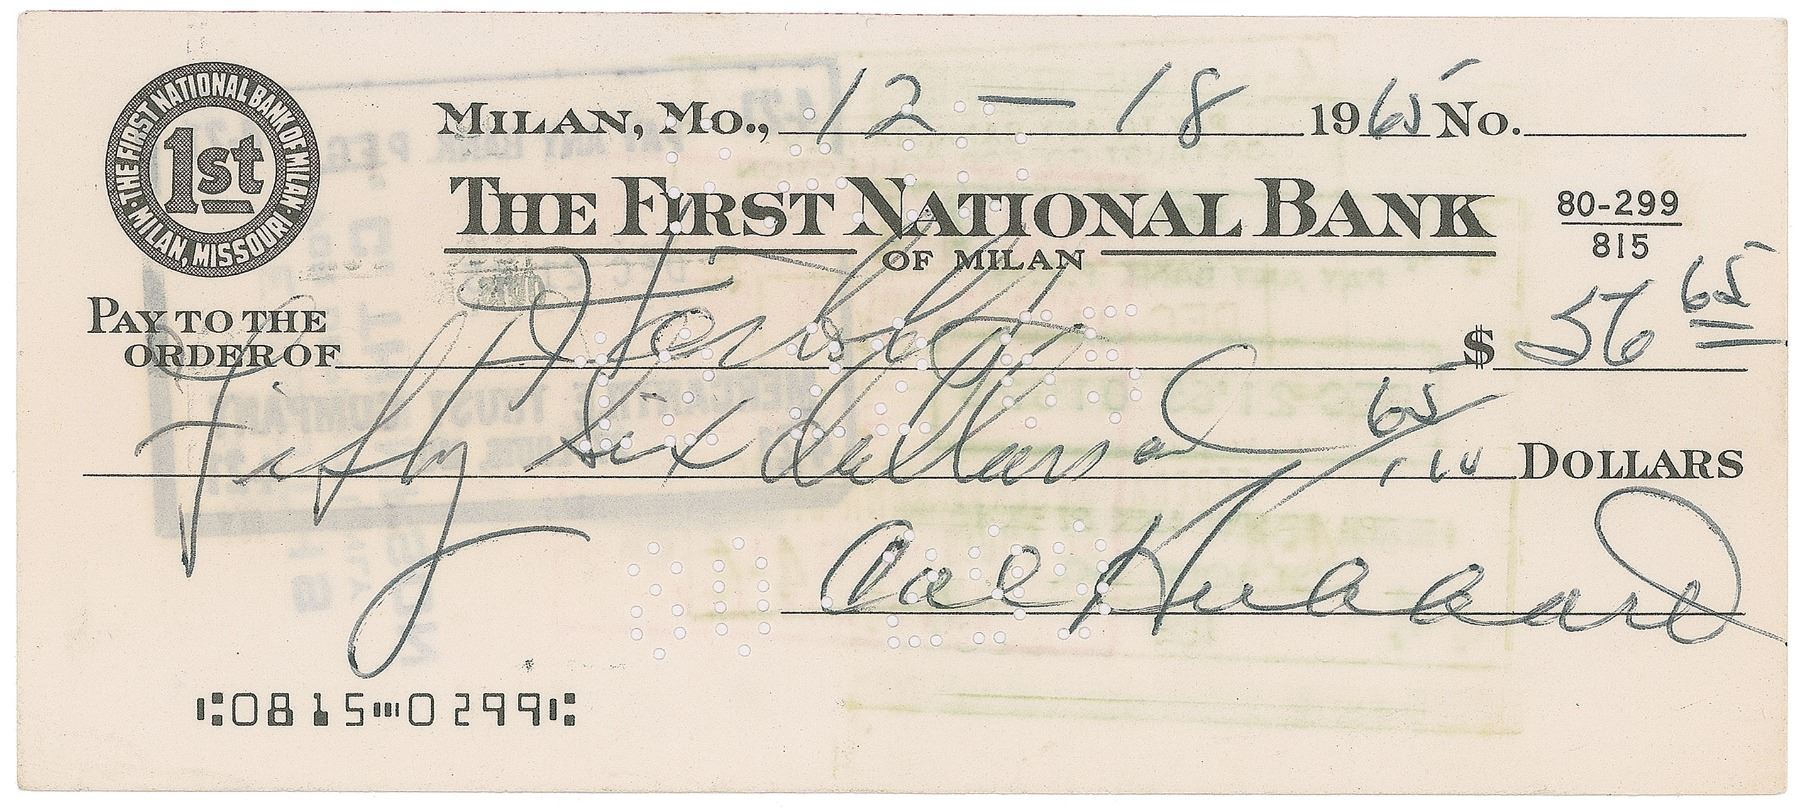 THE FIRST NATIONAL BANK OF MILAN · MILAN, MISSOURI ·
1st
MILAN, MO., 12 — 18 1965 No.
THE FIRST NATIONAL BANK
OF MILAN
80-299
815
PAY TO THE
ORDER OF $ 56 65
Fifty Six dollars and 65/100 DOLLARS
Cal Hubbard
⑆0815⑉0299⑆